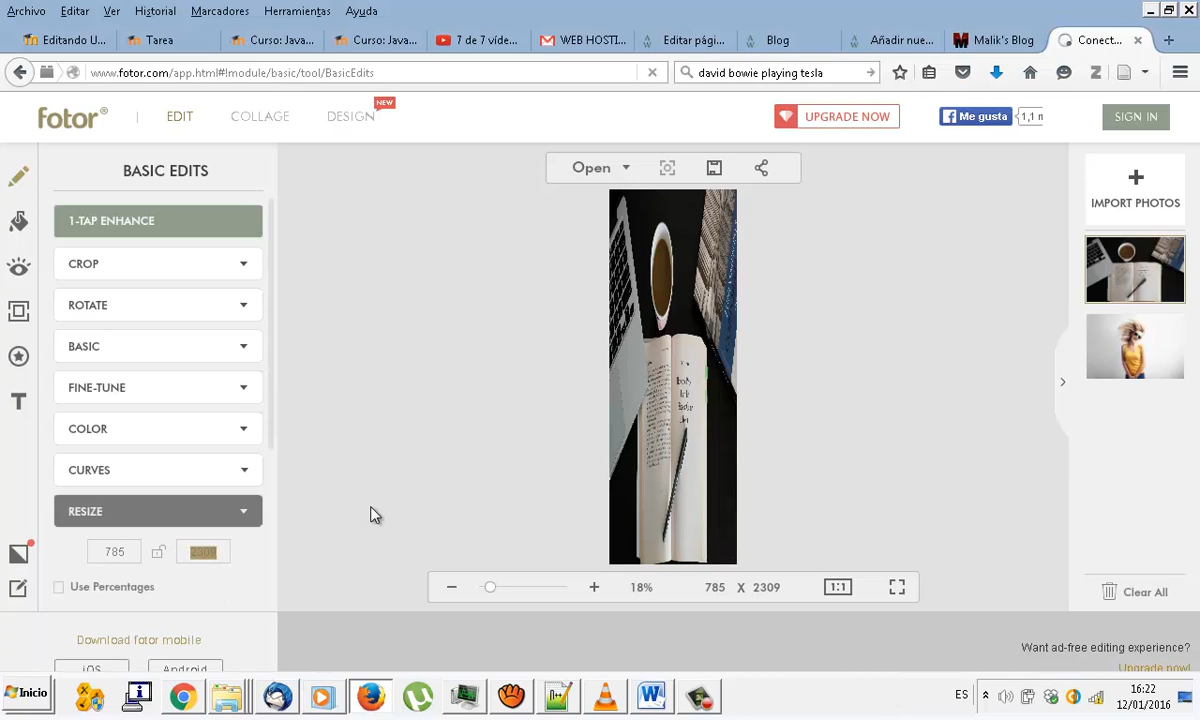 Archivo Editar Ver Historial Marcadores Herramientas Ayuda
Editando U... Tarea Curso: Java... Curso: Java... 7 de 7 víde... WEB HOSTI... Editar pági... Blog Añadir nue... Malik's Blog Conect...
www.fotor.com/app.html#!module/basic/tool/BasicEdits david bowie playing tesla
fotor EDIT COLLAGE DESIGN NEW UPGRADE NOW Me gusta 1,1 m SIGN IN
BASIC EDITS
Open
IMPORT PHOTOS
1-TAP ENHANCE
CROP
ROTATE
BASIC
FINE-TUNE
COLOR
CURVES
RESIZE
785 2309
Use Percentages
18% 785 X 2309 1:1
Clear All
Download fotor mobile
iOS Android
Want ad-free editing experience?
Upgrade now!
Inicio
ES 16:22
12/01/2016